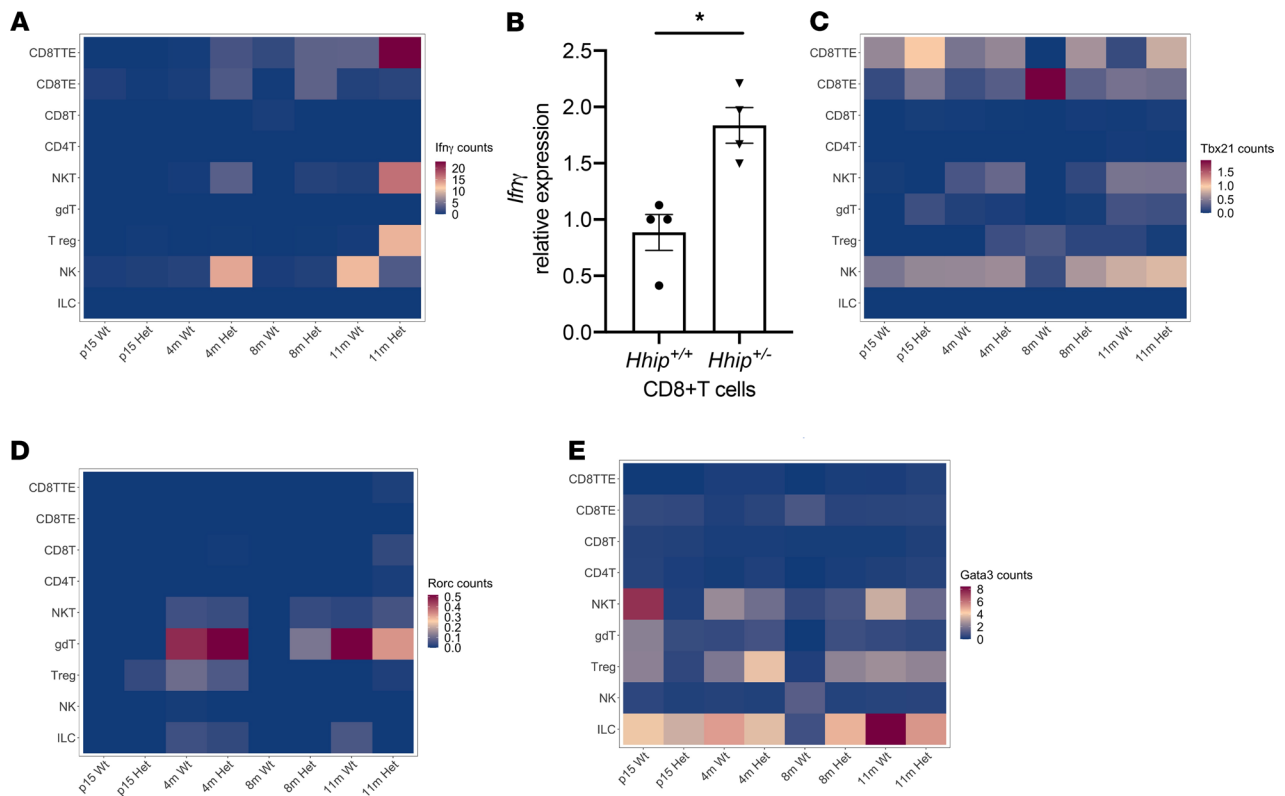 A
CD8TTE
CD8TE
CD8T
CD4T
NKT
gdT
T reg
NK
ILC
p15 Wt
p15 Het
4m Wt
4m Het
8m Wt
8m Het
11m Wt
11m Het
Ifnγ counts
20
15
10
5
0
B
*
2.5
2.0
1.5
1.0
0.5
0.0
Ifnγ
relative expression
Hhip+/+ Hhip+/-
CD8+T cells
C
CD8TTE
CD8TE
CD8T
CD4T
NKT
gdT
Treg
NK
ILC
p15 Wt
p15 Het
4m Wt
4m Het
8m Wt
8m Het
11m Wt
11m Het
Tbx21 counts
1.5
1.0
0.5
0.0
D
CD8TTE
CD8TE
CD8T
CD4T
NKT
gdT
Treg
NK
ILC
p15 Wt
p15 Het
4m Wt
4m Het
8m Wt
8m Het
11m Wt
11m Het
Rorc counts
0.5
0.4
0.3
0.2
0.1
0.0
E
CD8TTE
CD8TE
CD8T
CD4T
NKT
gdT
Treg
NK
ILC
p15 Wt
p15 Het
4m Wt
4m Het
8m Wt
8m Het
11m Wt
11m Het
Gata3 counts
8
6
4
2
0